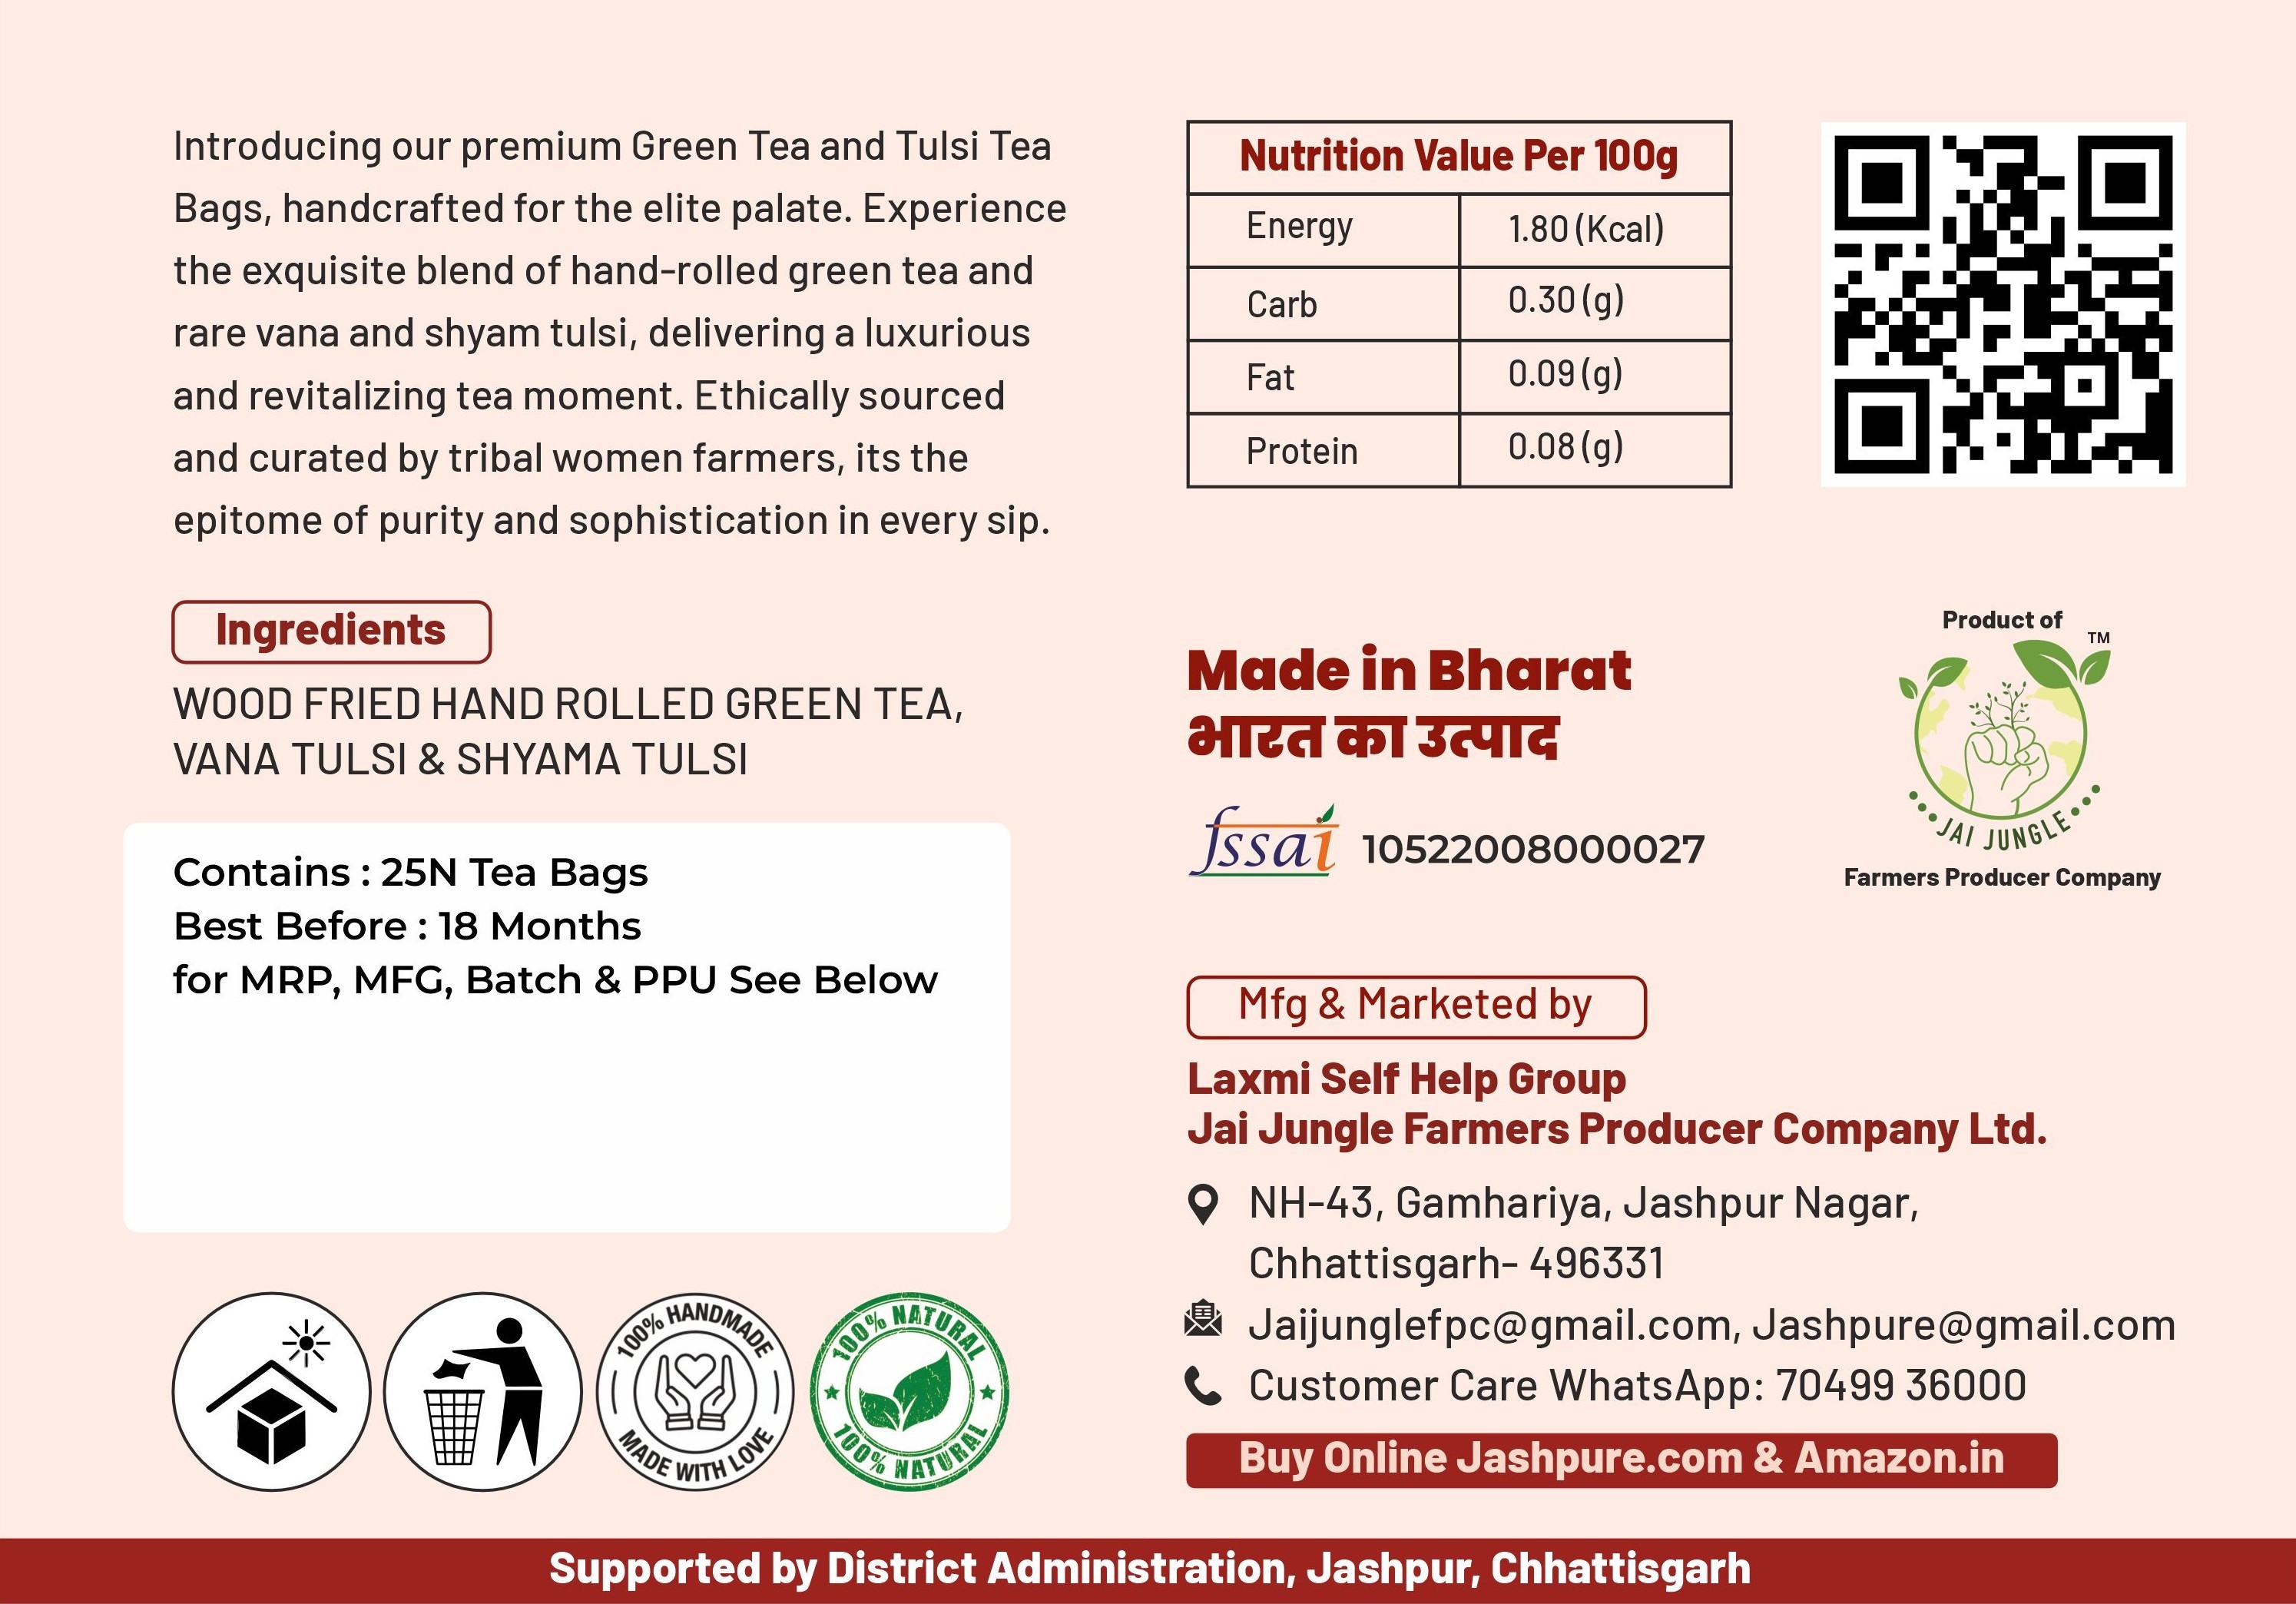 Introducing our premium Green Tea and Tulsi Tea
Bags, handcrafted for the elite palate. Experience
the exquisite blend of hand-rolled green tea and
rare vana and shyam tulsi, delivering a luxurious
and revitalizing tea moment. Ethically sourced
and curated by tribal women farmers, its the
epitome of purity and sophistication in every sip.
Ingredients
WOOD FRIED HAND ROLLED GREEN TEA,
VANA TULSI & SHYAMA TULSI
Contains : 25N Tea Bags
Best Before : 18 Months
for MRP, MFG, Batch & PPU See Below
100% HANDMADE
MADE WITH LOVE
100% NATURAL
100% NATURAL
Nutrition Value Per 100g
Energy 1.80 (Kcal)
Carb 0.30 (g)
Fat 0.09 (g)
Protein 0.08 (g)
Made in Bharat
भारत का उत्पाद
fssai 10522008000027
Product of
TM
JAI JUNGLE
Farmers Producer Company
Mfg & Marketed by
Laxmi Self Help Group
Jai Jungle Farmers Producer Company Ltd.
NH-43, Gamhariya, Jashpur Nagar,
Chhattisgarh- 496331
Jaijunglefpc@gmail.com, Jashpure@gmail.com
Customer Care WhatsApp: 70499 36000
Buy Online Jashpure.com & Amazon.in
Supported by District Administration, Jashpur, Chhattisgarh